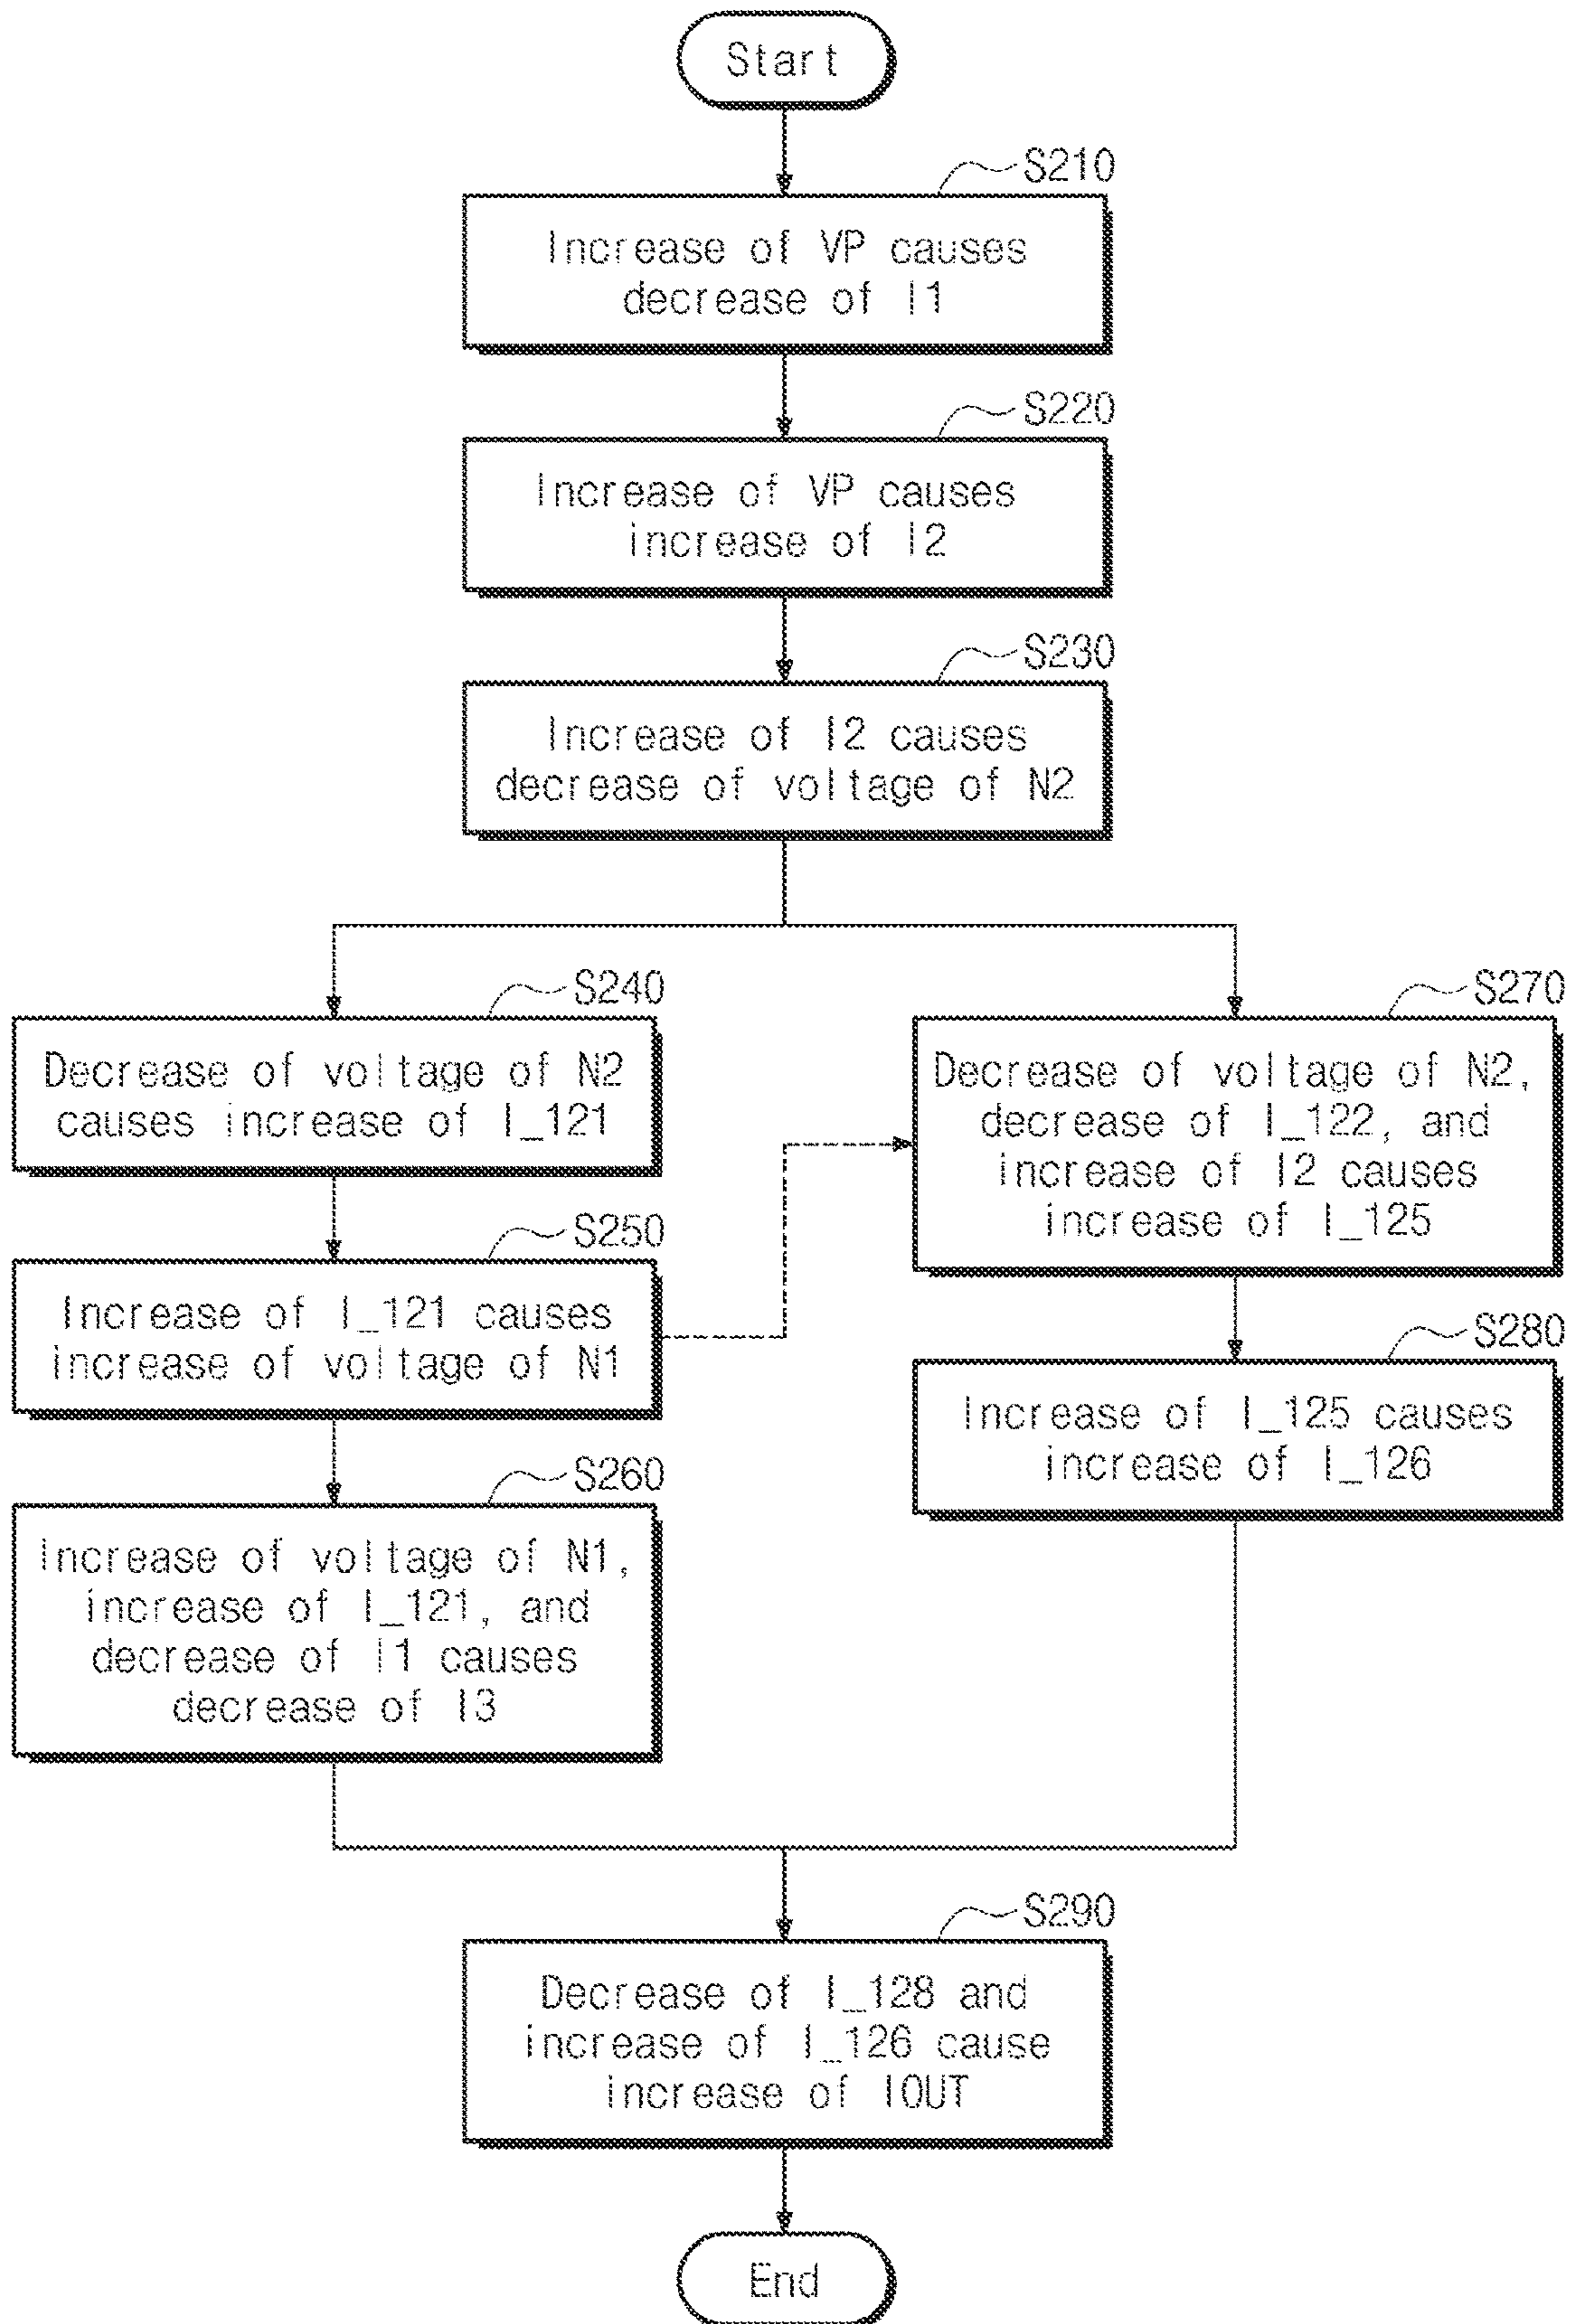 Start
S210
Increase of VP causes
decrease of I1
S220
Increase of VP causes
increase of I2
S230
Increase of I2 causes
decrease of voltage of N2
S240
Decrease of voltage of N2
causes increase of I_121
S250
Increase of I_121 causes
increase of voltage of N1
S260
Increase of voltage of N1,
increase of I_121, and
decrease of I1 causes
decrease of I3
S270
Decrease of voltage of N2,
decrease of I_122, and
increase of I2 causes
increase of I_125
S280
Increase of I_125 causes
increase of I_126
S290
Decrease of I_128 and
increase of I_126 cause
increase of IOUT
End